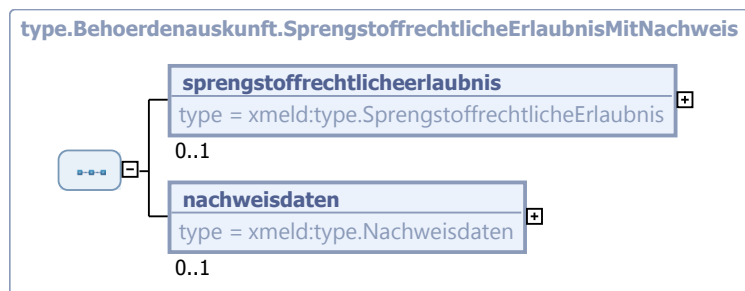 type.Behoerdenauskunft.SprengstoffrechtlicheErlaubnisMitNachweis
sprengstoffrechtlicheerlaubnis
type = xmeld:type.SprengstoffrechtlicheErlaubnis
0..1
nachweisdaten
type = xmeld:type.Nachweisdaten
0..1